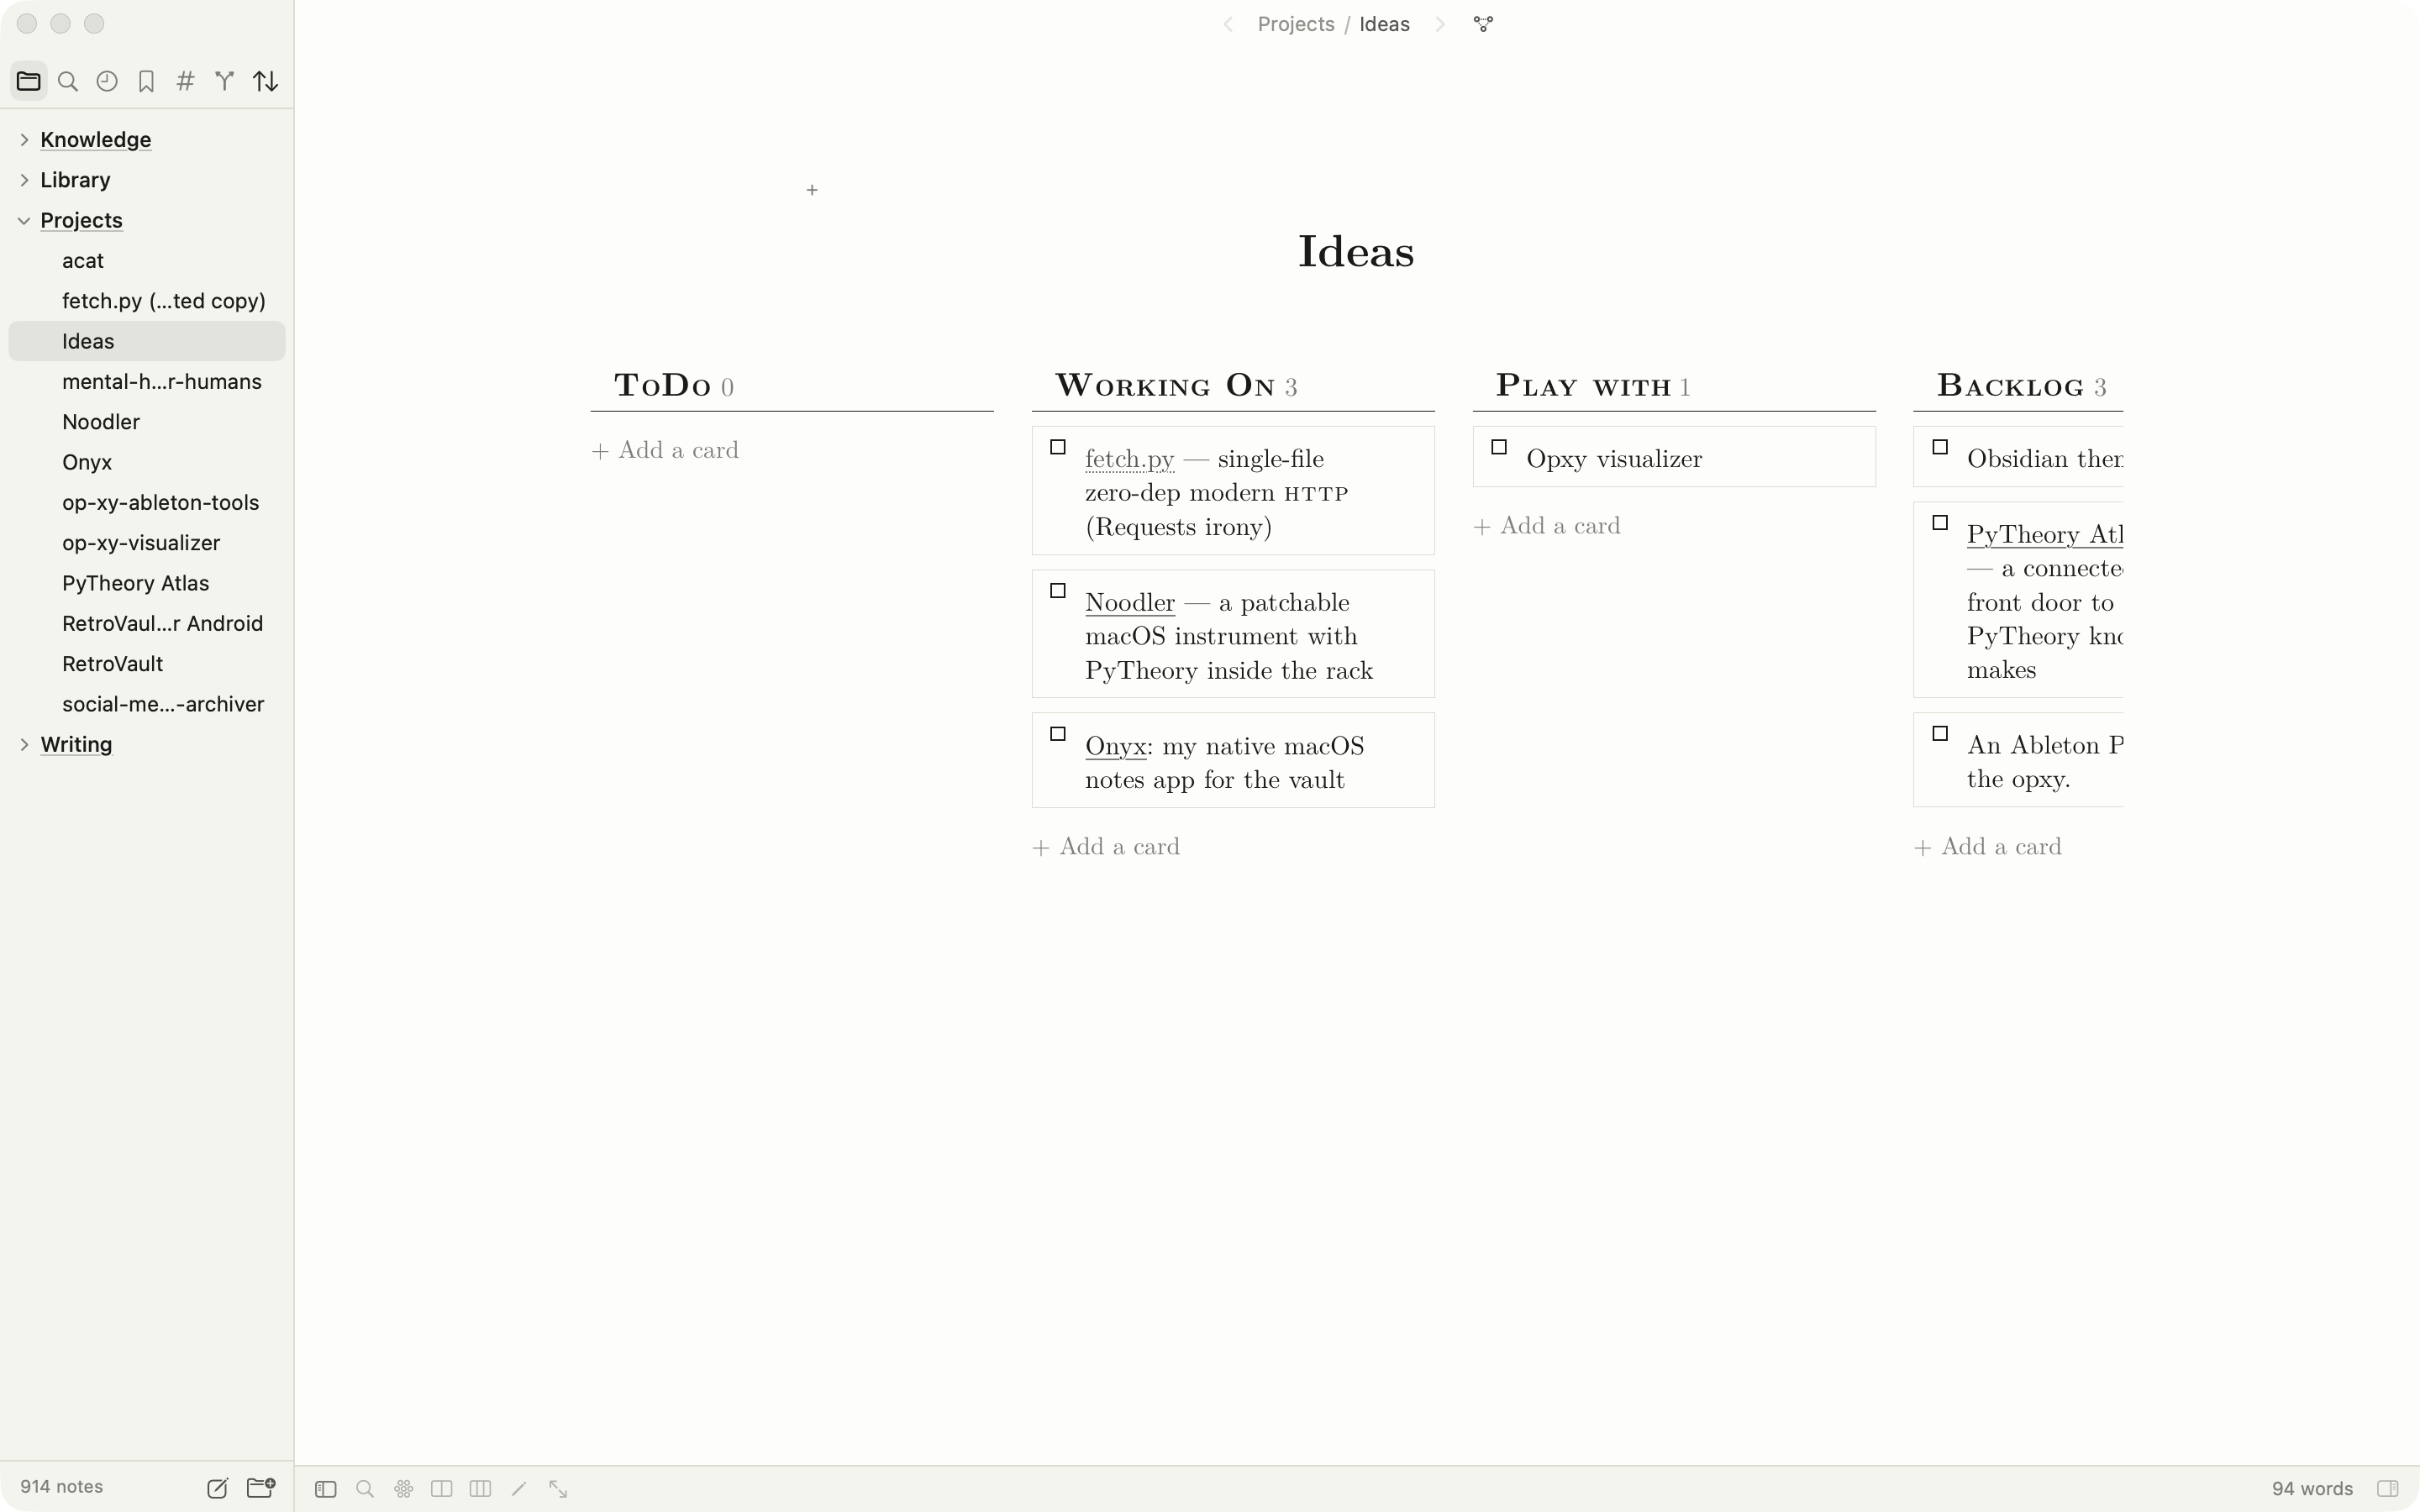 Projects / Ideas
Knowledge
Library
Projects
acat
fetch.py (...ted copy)
Ideas
mental-h...r-humans
Noodler
Onyx
op-xy-ableton-tools
op-xy-visualizer
PyTheory Atlas
RetroVaul...r Android
RetroVault
social-me...-archiver
Writing
914 notes
+
Ideas
ToDo 0
+ Add a card
Working On 3
fetch.py — single-file
zero-dep modern HTTP
(Requests irony)
Noodler — a patchable
macOS instrument with
PyTheory inside the rack
Onyx: my native macOS
notes app for the vault
+ Add a card
Play with 1
Opxy visualizer
+ Add a card
Backlog 3
Obsidian
PyTheory
— a
front door to
PyTheory
makes
An Ableton P
the opxy.
+ Add a card
94 words